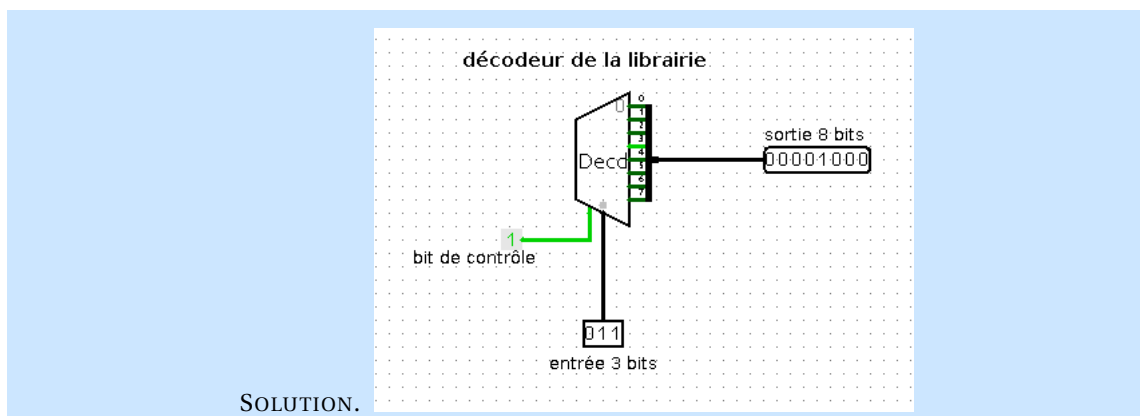 décodeur de la librairie
0
0
1
2
3
4
5
6
7
Decd
sortie 8 bits
00001000
1
bit de contrôle
011
entrée 3 bits
SOLUTION.